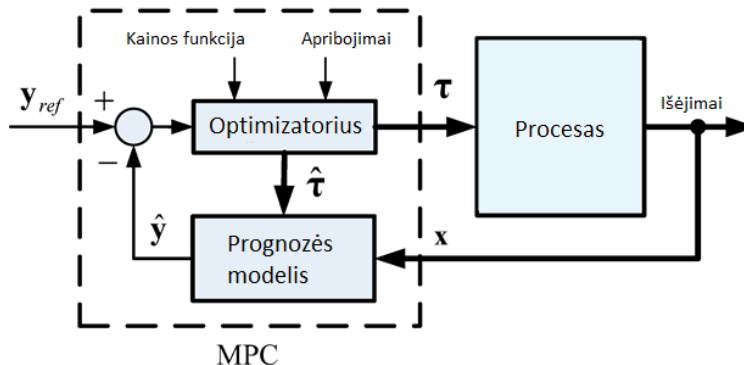 Kainos funkcija
Apribojimai
y_ref
+
−
Optimizatorius
τ
Procesas
Išėjimai
τ̂
ŷ
Prognozės
modelis
x
MPC